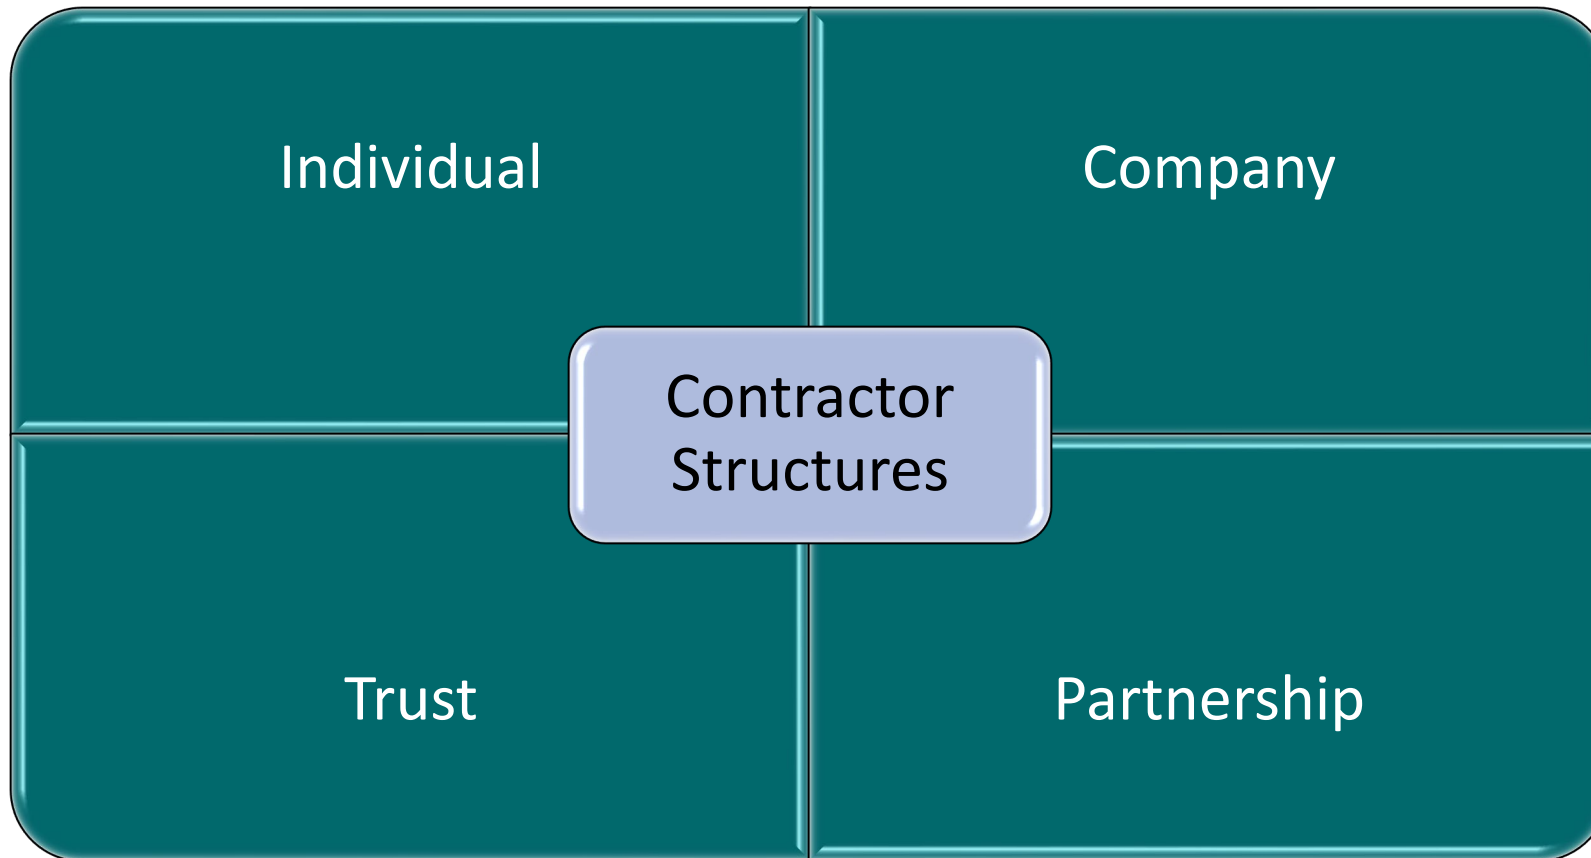 Individual
Company
Contractor
Structures
Trust
Partnership